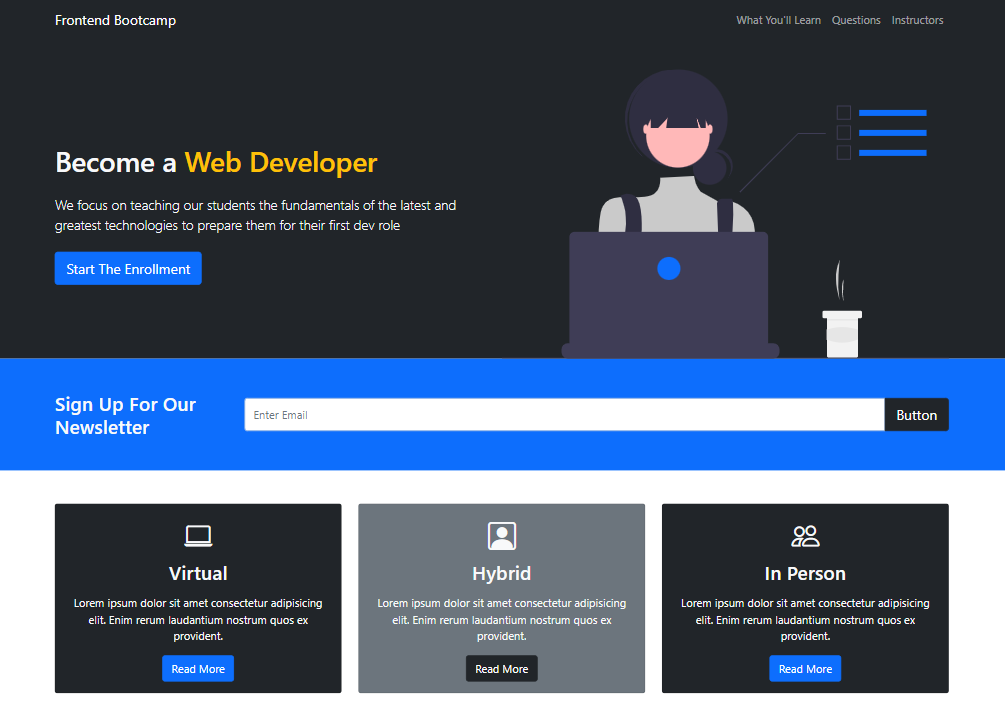 Frontend Bootcamp
What You'll Learn Questions Instructors
Become a Web Developer
We focus on teaching our students the fundamentals of the latest and
greatest technologies to prepare them for their first dev role
Start The Enrollment
Sign Up For Our
Newsletter
Enter Email
Button
Virtual
Lorem ipsum dolor sit amet consectetur adipisicing
elit. Enim rerum laudantium nostrum quos ex
provident.
Read More
Hybrid
Lorem ipsum dolor sit amet consectetur adipisicing
elit. Enim rerum laudantium nostrum quos ex
provident.
Read More
In Person
Lorem ipsum dolor sit amet consectetur adipisicing
elit. Enim rerum laudantium nostrum quos ex
provident.
Read More